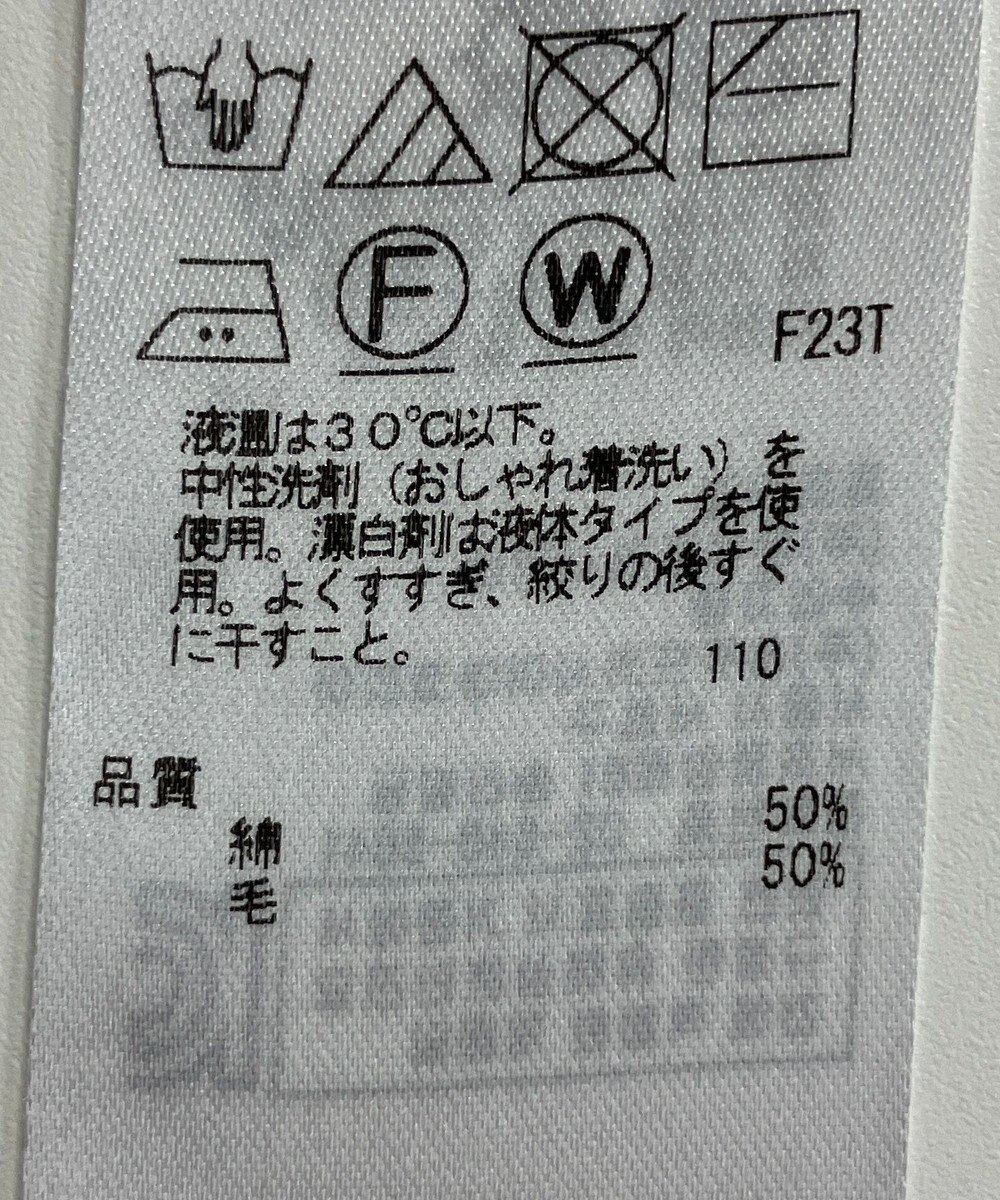 F W F23T
液温は30℃以下。
中性洗剤（おしゃれ着洗い）を
使用。漂白剤は液体タイプを使
用。よくすすぎ、絞りの後すぐ
に干すこと。
110
品質
綿 50%
毛 50%